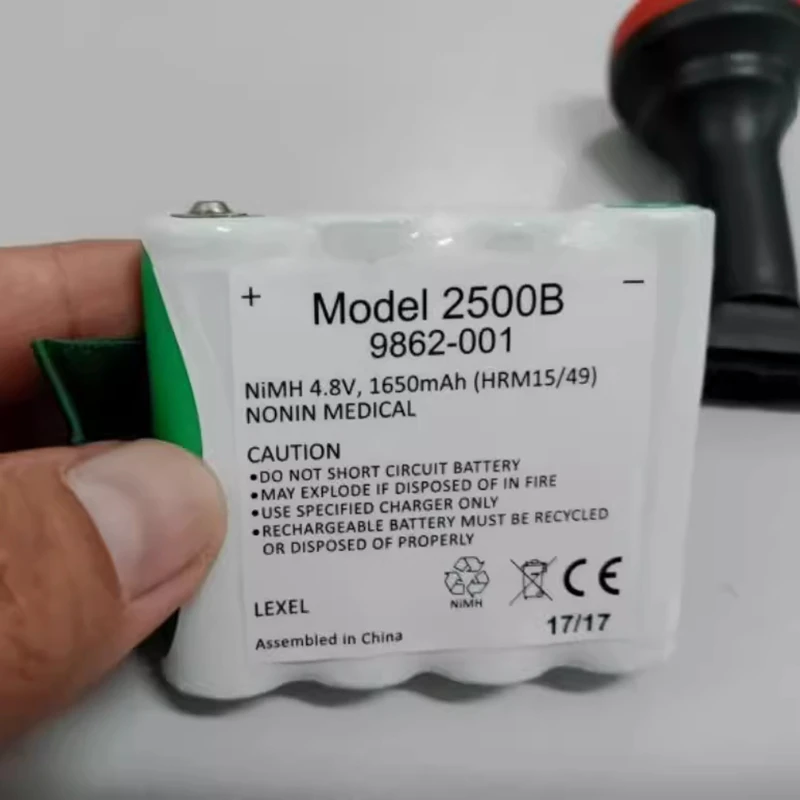 + −
Model 2500B
9862-001
NiMH 4.8V, 1650mAh (HRM15/49)
NONIN MEDICAL
CAUTION
•DO NOT SHORT CIRCUIT BATTERY
•MAY EXPLODE IF DISPOSED OF IN FIRE
•USE SPECIFIED CHARGER ONLY
•RECHARGEABLE BATTERY MUST BE RECYCLED
OR DISPOSED OF PROPERLY
NiMH
CE
LEXEL
17/17
Assembled in China